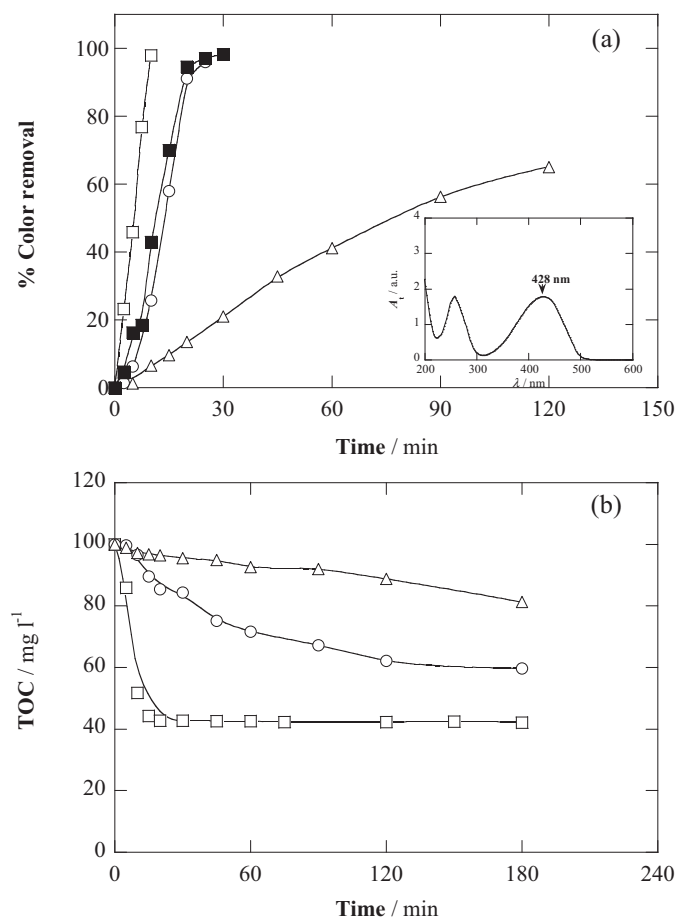 (a)
100
80
60
40
20
0
% Color removal
4
3
2
1
0
A_t / a.u.
428 nm
200 300 400 500 600
λ / nm
0 30 60 90 120 150
Time / min
(b)
120
100
80
60
40
20
0
TOC / mg l⁻¹
0 60 120 180 240
Time / min